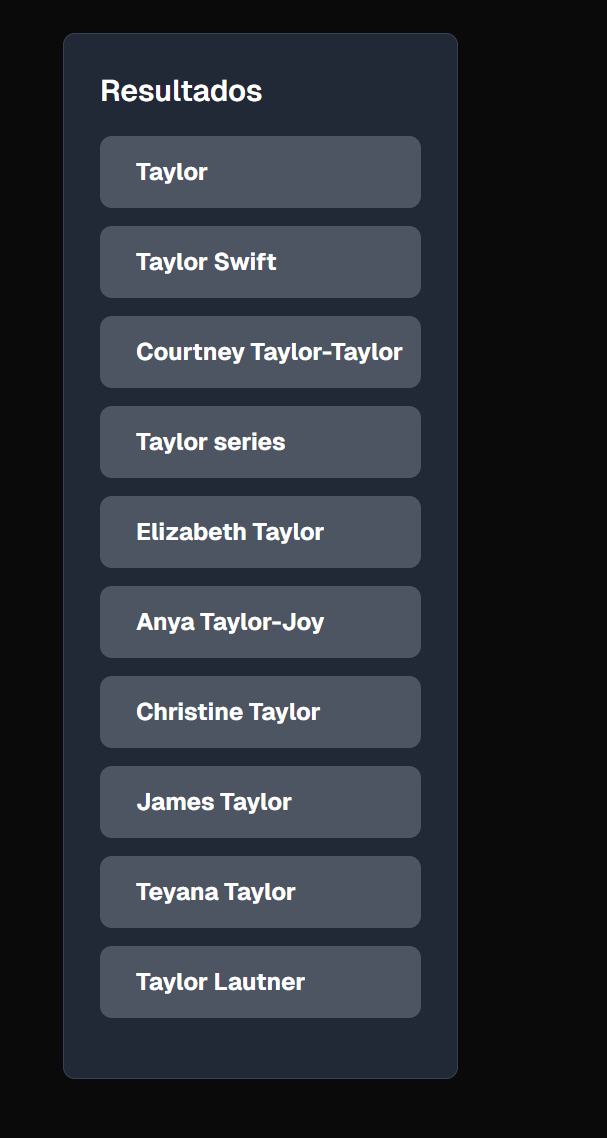 Resultados
Taylor
Taylor Swift
Courtney Taylor-Taylor
Taylor series
Elizabeth Taylor
Anya Taylor-Joy
Christine Taylor
James Taylor
Teyana Taylor
Taylor Lautner